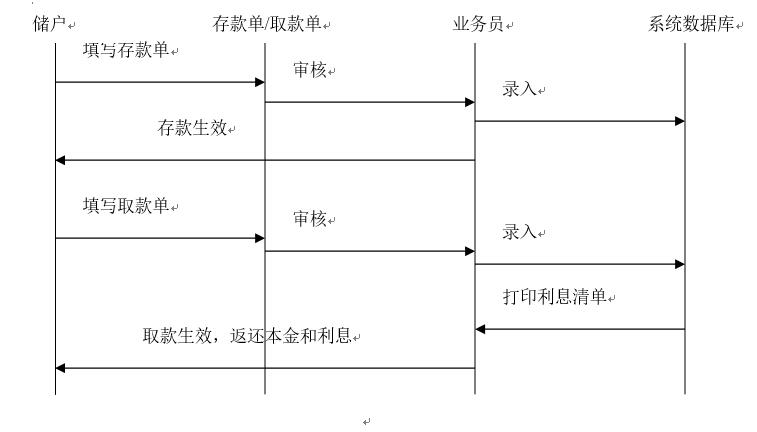 储户 存款单/取款单 业务员 系统数据库
填写存款单
审核
录入
存款生效
填写取款单
审核
录入
打印利息清单
取款生效，返还本金和利息